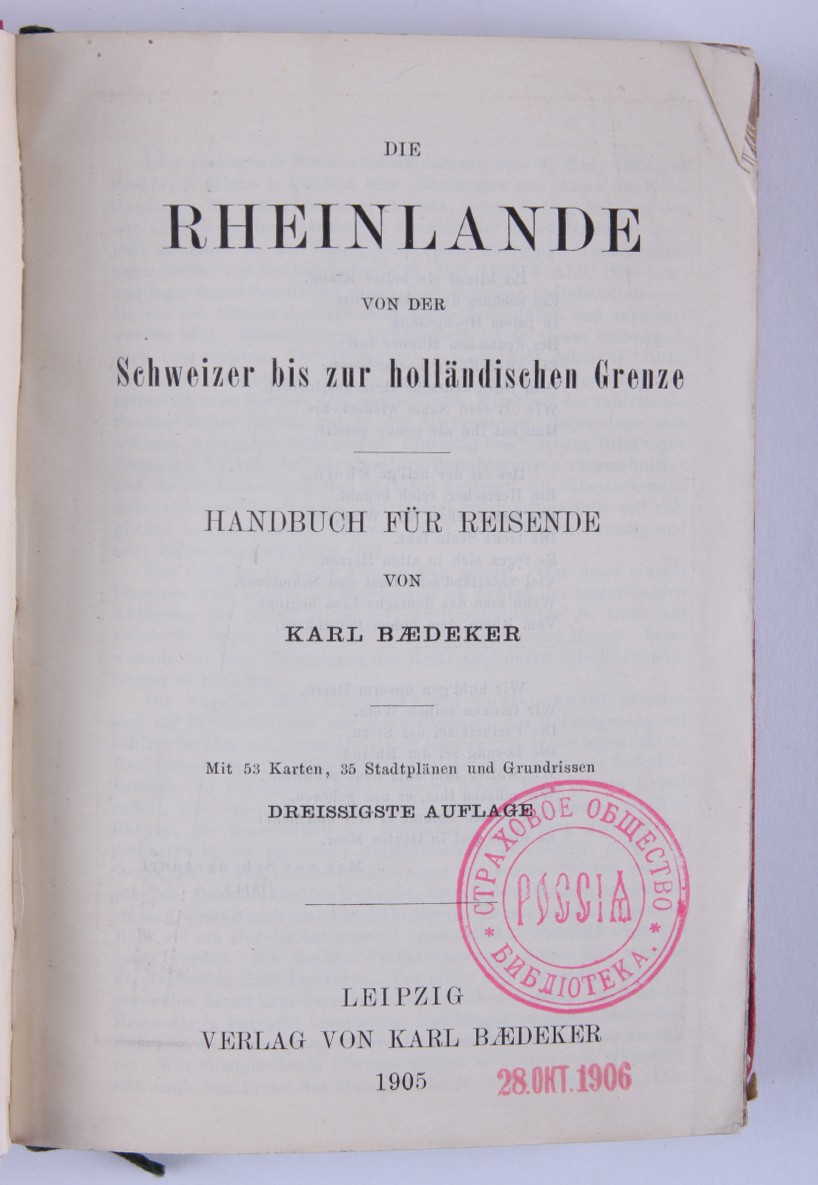 DIE
RHEINLANDE
VON DER
Schweizer bis zur holländischen Grenze
HANDBUCH FÜR REISENDE
VON
KARL BÆDEKER
Mit 53 Karten, 35 Stadtplänen und Grundrissen
DREISSIGSTE AUFLAGE
* СТРАХОВОЕ ОБЩЕСТВО *
РОССІѦ
БИБЛІОТЕКА.
LEIPZIG
VERLAG VON KARL BÆDEKER
1905
28.ОКТ.1906